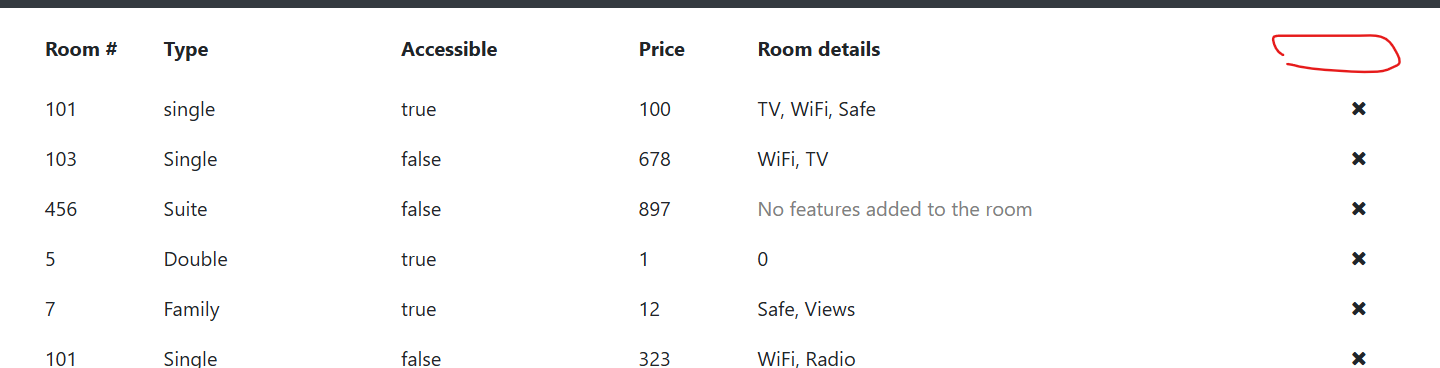 Room # Type Accessible Price Room details
101 single true 100 TV, WiFi, Safe ✖
103 Single false 678 WiFi, TV ✖
456 Suite false 897 No features added to the room ✖
5 Double true 1 0 ✖
7 Family true 12 Safe, Views ✖
101 Single false 323 WiFi, Radio